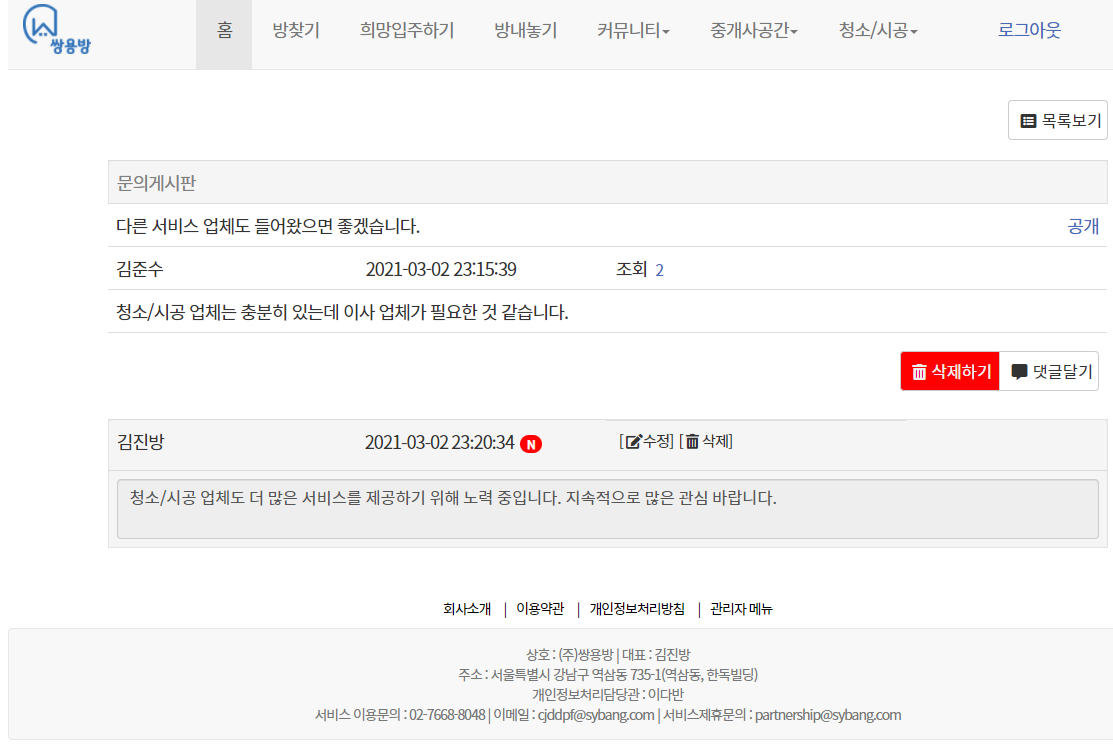 쌍용방
홈 방찾기 희망입주하기 방내놓기 커뮤니티 중개사공간 청소/시공 로그아웃
목록보기
문의게시판
다른 서비스 업체도 들어왔으면 좋겠습니다. 공개
김준수 2021-03-02 23:15:39 조회 2
청소/시공 업체는 충분히 있는데 이사 업체가 필요한 것 같습니다.
삭제하기 댓글달기
김진방 2021-03-02 23:20:34 N [수정] [삭제]
청소/시공 업체도 더 많은 서비스를 제공하기 위해 노력 중입니다. 지속적으로 많은 관심 바랍니다.
회사소개 | 이용약관 | 개인정보처리방침 | 관리자 메뉴
상호 : (주)쌍용방 | 대표 : 김진방
주소 : 서울특별시 강남구 역삼동 735-1(역삼동, 한독빌딩)
개인정보처리담당관 : 이다반
서비스 이용문의 : 02-7668-8048 | 이메일 : cjddpf@sybang.com | 서비스제휴문의 : partnership@sybang.com